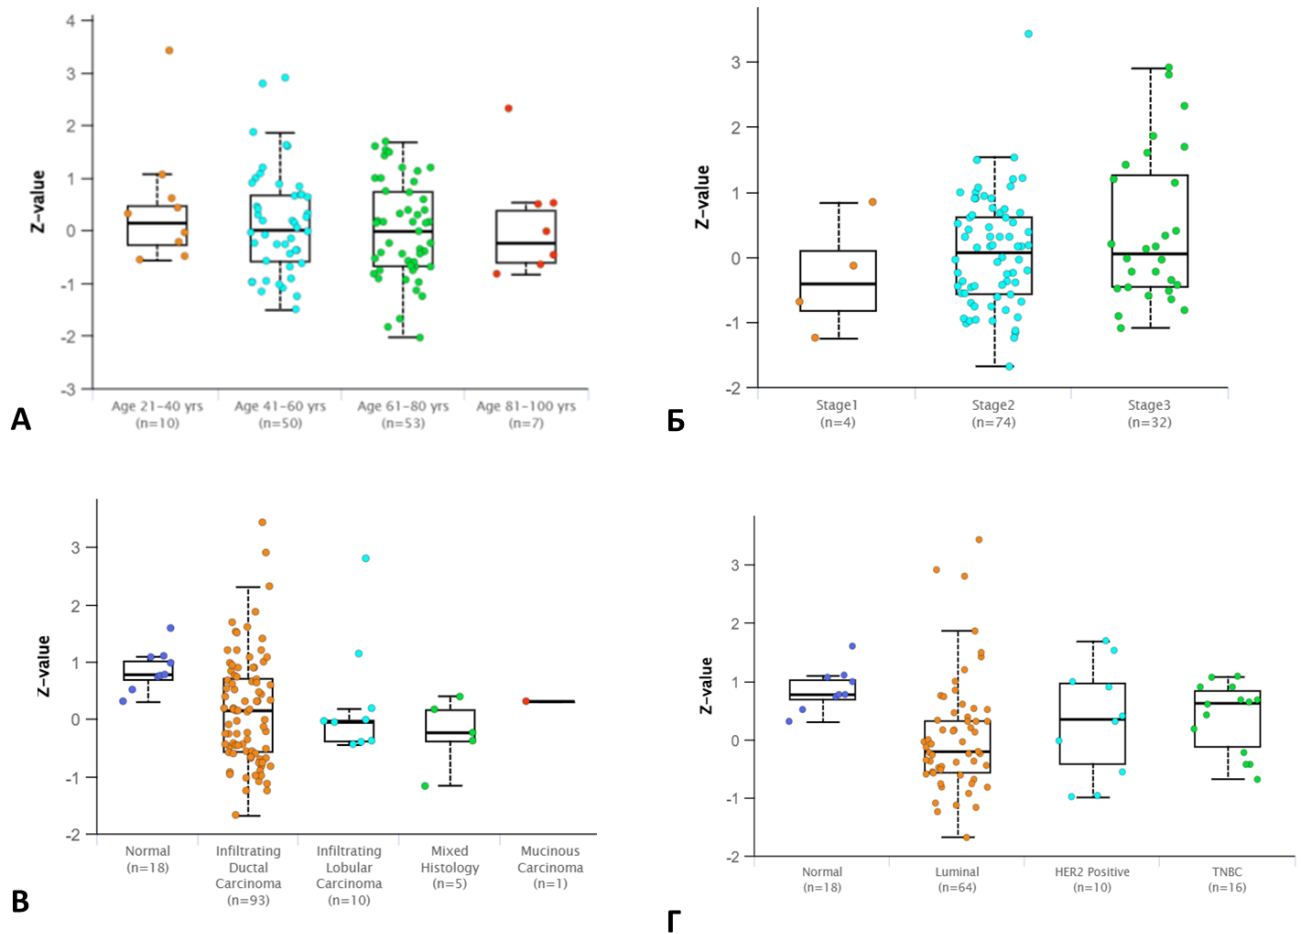 4
3
2
1
0
-1
-2
-3
Z-value
Age 21-40 yrs
(n=10)
Age 41-60 yrs
(n=50)
Age 61-80 yrs
(n=53)
Age 81-100 yrs
(n=7)
А
3
2
1
0
-1
-2
Z-value
Stage1
(n=4)
Stage2
(n=74)
Stage3
(n=32)
Б
3
2
1
0
-1
-2
Z-value
Normal
(n=18)
Infiltrating
Ductal
Carcinoma
(n=93)
Infiltrating
Lobular
Carcinoma
(n=10)
Mixed
Histology
(n=5)
Mucinous
Carcinoma
(n=1)
В
3
2
1
0
-1
-2
Z-value
Normal
(n=18)
Luminal
(n=64)
HER2 Positive
(n=10)
TNBC
(n=16)
Г